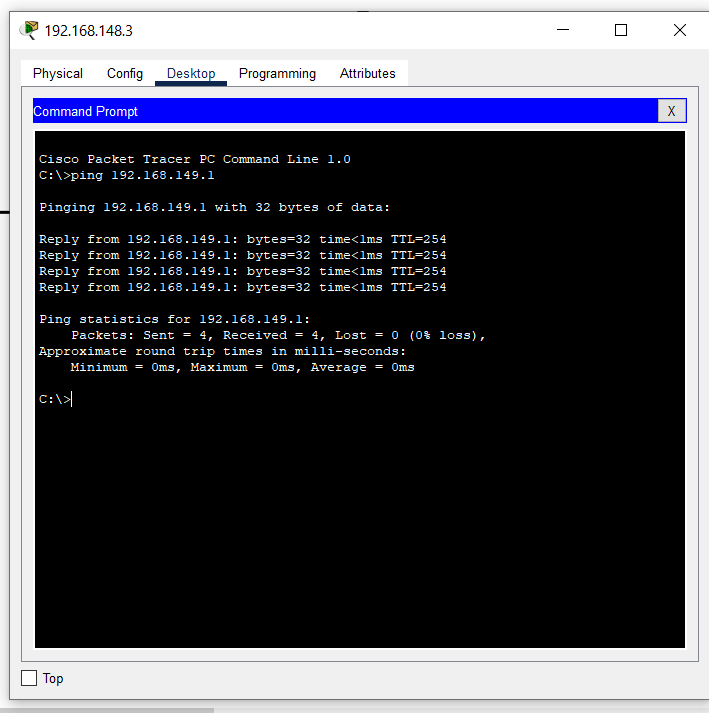 192.168.148.3
Physical Config Desktop Programming Attributes
Command Prompt X
Cisco Packet Tracer PC Command Line 1.0
C:\>ping 192.168.149.1
Pinging 192.168.149.1 with 32 bytes of data:
Reply from 192.168.149.1: bytes=32 time<1ms TTL=254
Reply from 192.168.149.1: bytes=32 time<1ms TTL=254
Reply from 192.168.149.1: bytes=32 time<1ms TTL=254
Reply from 192.168.149.1: bytes=32 time<1ms TTL=254
Ping statistics for 192.168.149.1:
Packets: Sent = 4, Received = 4, Lost = 0 (0% loss),
Approximate round trip times in milli-seconds:
Minimum = 0ms, Maximum = 0ms, Average = 0ms
C:\>
Top